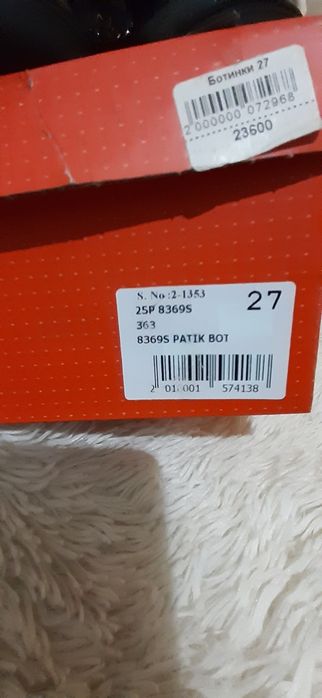 Ботинки 27
2 000000 072968
23600
S. No :2-1353
25P 8369S
27
363
8369S PATIK BOT
2 01 001 574138